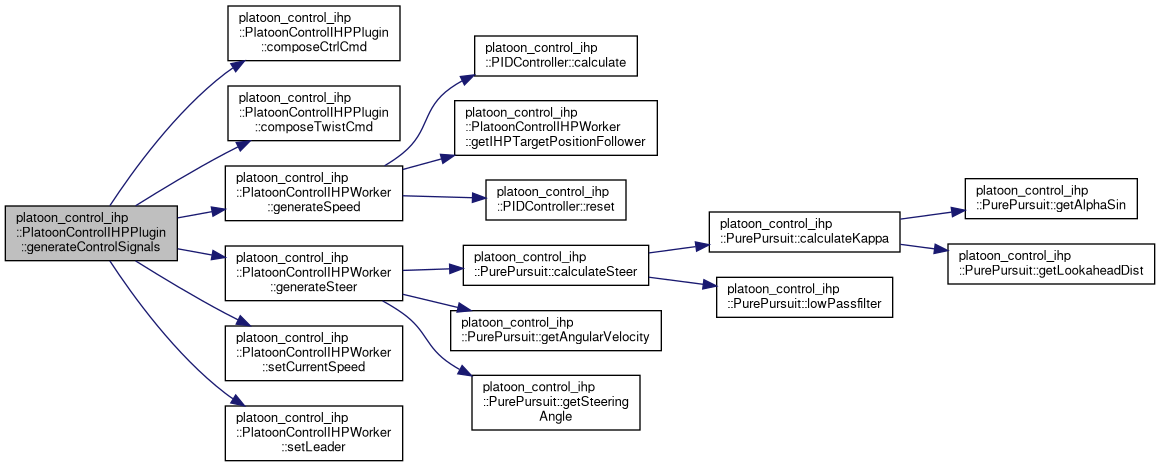 platoon_control_ihp
::PlatoonControlIHPPlugin
::generateControlSignals
platoon_control_ihp
::PlatoonControlIHPPlugin
::composeCtrlCmd
platoon_control_ihp
::PlatoonControlIHPPlugin
::composeTwistCmd
platoon_control_ihp
::PlatoonControlIHPWorker
::generateSpeed
platoon_control_ihp
::PIDController::calculate
platoon_control_ihp
::PlatoonControlIHPWorker
::getIHPTargetPositionFollower
platoon_control_ihp
::PIDController::reset
platoon_control_ihp
::PlatoonControlIHPWorker
::generateSteer
platoon_control_ihp
::PurePursuit::calculateSteer
platoon_control_ihp
::PurePursuit::calculateKappa
platoon_control_ihp
::PurePursuit::getAlphaSin
platoon_control_ihp
::PurePursuit::getLookaheadDist
platoon_control_ihp
::PurePursuit::lowPassfilter
platoon_control_ihp
::PurePursuit::getAngularVelocity
platoon_control_ihp
::PurePursuit::getSteering
Angle
platoon_control_ihp
::PlatoonControlIHPWorker
::setCurrentSpeed
platoon_control_ihp
::PlatoonControlIHPWorker
::setLeader